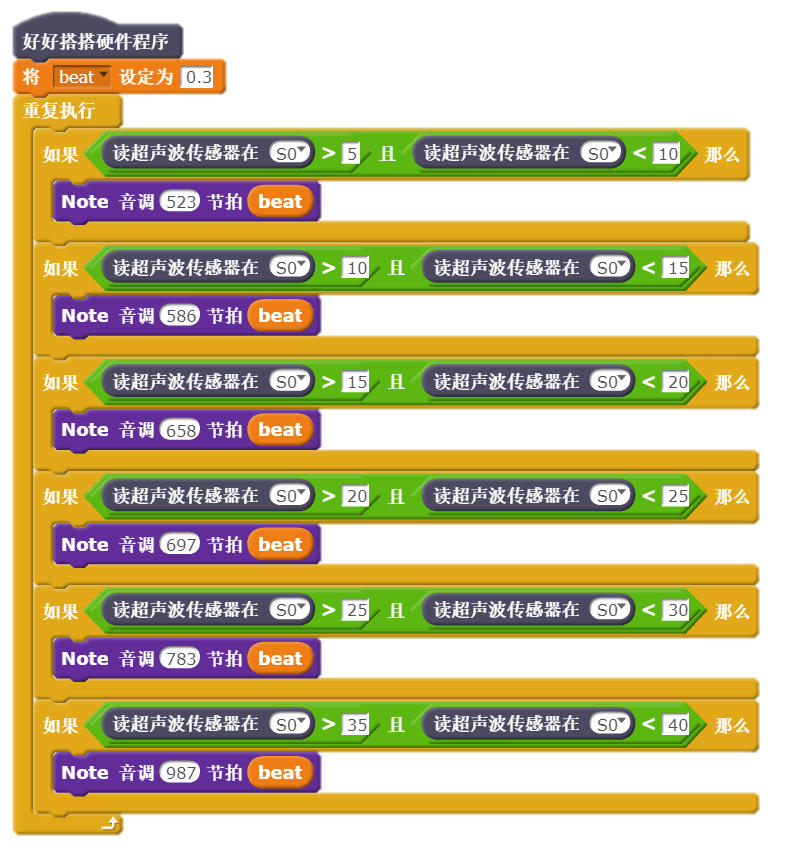 好好搭搭硬件程序
将 beat 设定为 0.3
重复执行
如果 读超声波传感器在 S0 > 5 且 读超声波传感器在 S0 < 10 那么
Note 音调 523 节拍 beat
如果 读超声波传感器在 S0 > 10 且 读超声波传感器在 S0 < 15 那么
Note 音调 586 节拍 beat
如果 读超声波传感器在 S0 > 15 且 读超声波传感器在 S0 < 20 那么
Note 音调 658 节拍 beat
如果 读超声波传感器在 S0 > 20 且 读超声波传感器在 S0 < 25 那么
Note 音调 697 节拍 beat
如果 读超声波传感器在 S0 > 25 且 读超声波传感器在 S0 < 30 那么
Note 音调 783 节拍 beat
如果 读超声波传感器在 S0 > 35 且 读超声波传感器在 S0 < 40 那么
Note 音调 987 节拍 beat